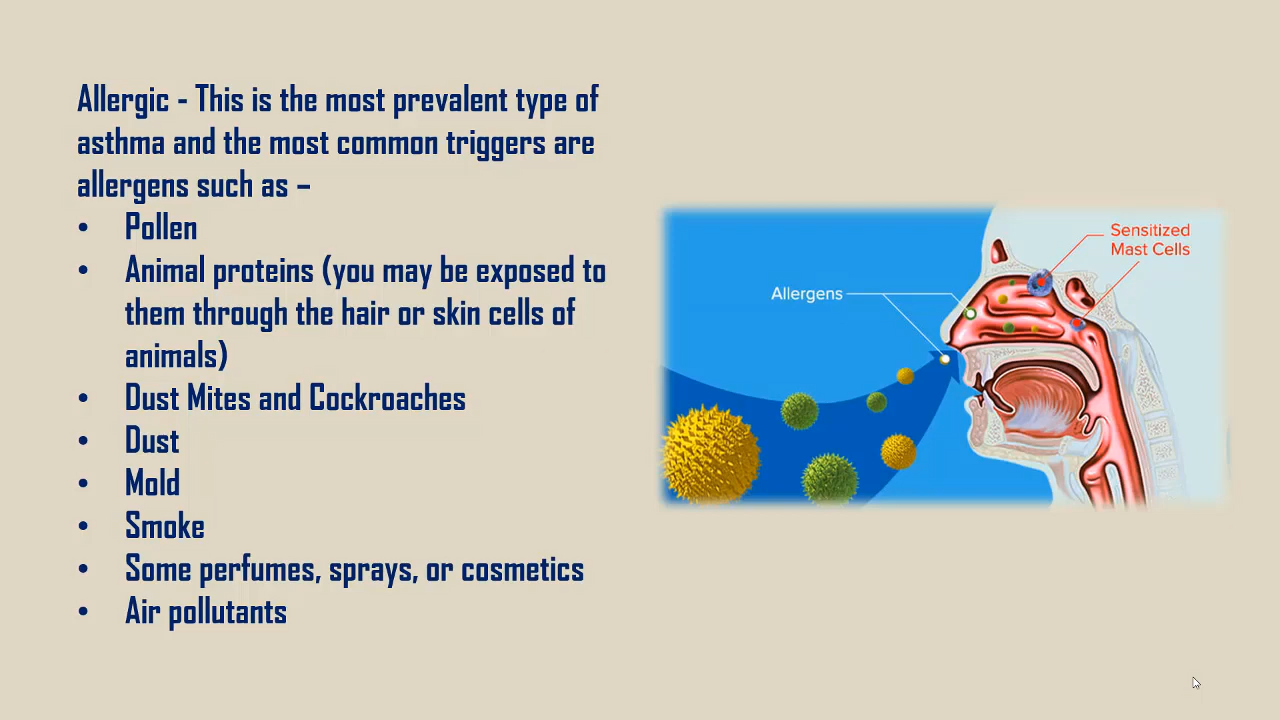 Allergic - This is the most prevalent type of
asthma and the most common triggers are
allergens such as –
• Pollen
• Animal proteins (you may be exposed to
them through the hair or skin cells of
animals)
• Dust Mites and Cockroaches
• Dust
• Mold
• Smoke
• Some perfumes, sprays, or cosmetics
• Air pollutants
Allergens
Sensitized
Mast Cells